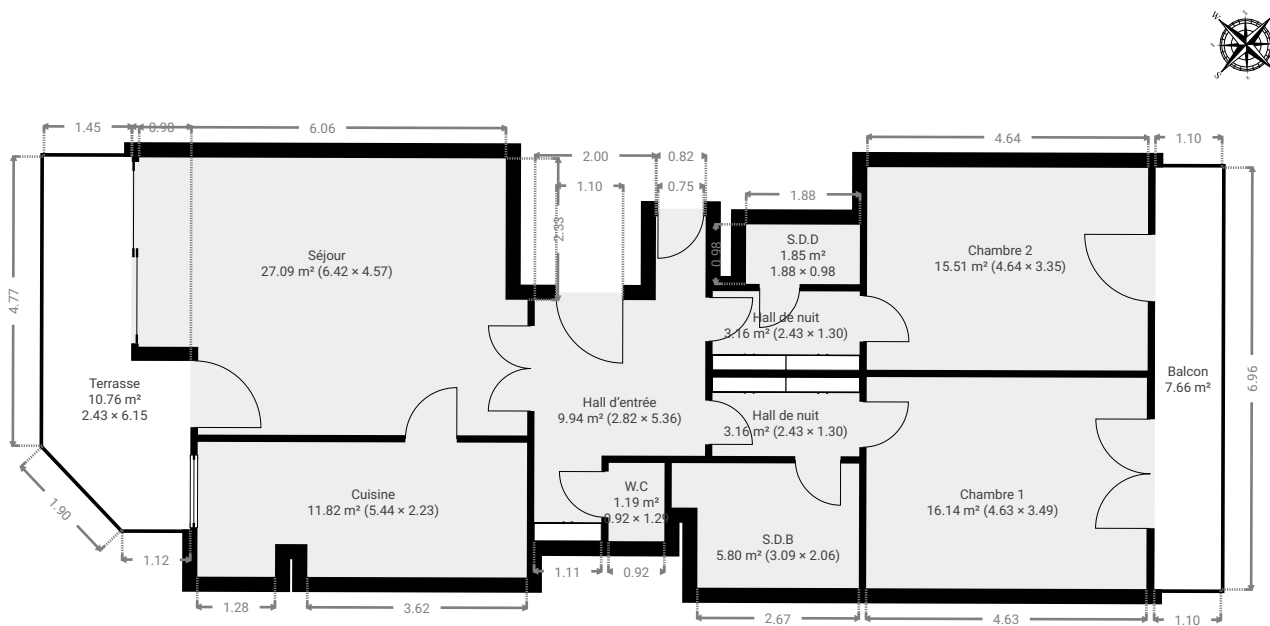 W
S
1.45
0.98
6.06
2.00
0.82
4.64
1.10
1.10
0.75
1.88
2.33
0.98
4.77
Séjour
27.09 m² (6.42 × 4.57)
S.D.D
1.85 m²
1.88 × 0.98
Chambre 2
15.51 m² (4.64 × 3.35)
Hall de nuit
3.16 m² (2.43 × 1.30)
Terrasse
10.76 m²
2.43 × 6.15
Hall d'entrée
9.94 m² (2.82 × 5.36)
Hall de nuit
3.16 m² (2.43 × 1.30)
Balcon
7.66 m²
6.96
Cuisine
11.82 m² (5.44 × 2.23)
W.C
1.19 m²
0.92 × 1.29
Chambre 1
16.14 m² (4.63 × 3.49)
S.D.B
5.80 m² (3.09 × 2.06)
1.90
1.12
1.11
0.92
1.28
3.62
2.67
4.63
1.10